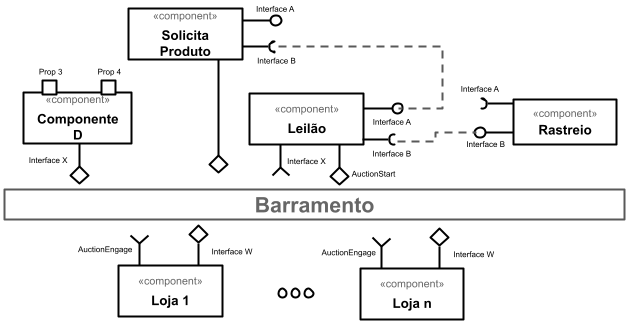 «component»
Solicita
Produto
Interface A
Interface B
Prop 3
Prop 4
«component»
Componente
D
Interface X
«component»
Leilão
Interface A
Interface B
Interface X
AuctionStart
Interface A
«component»
Rastreio
Interface B
Barramento
AuctionEngage
Interface W
«component»
Loja 1
AuctionEngage
Interface W
«component»
Loja n